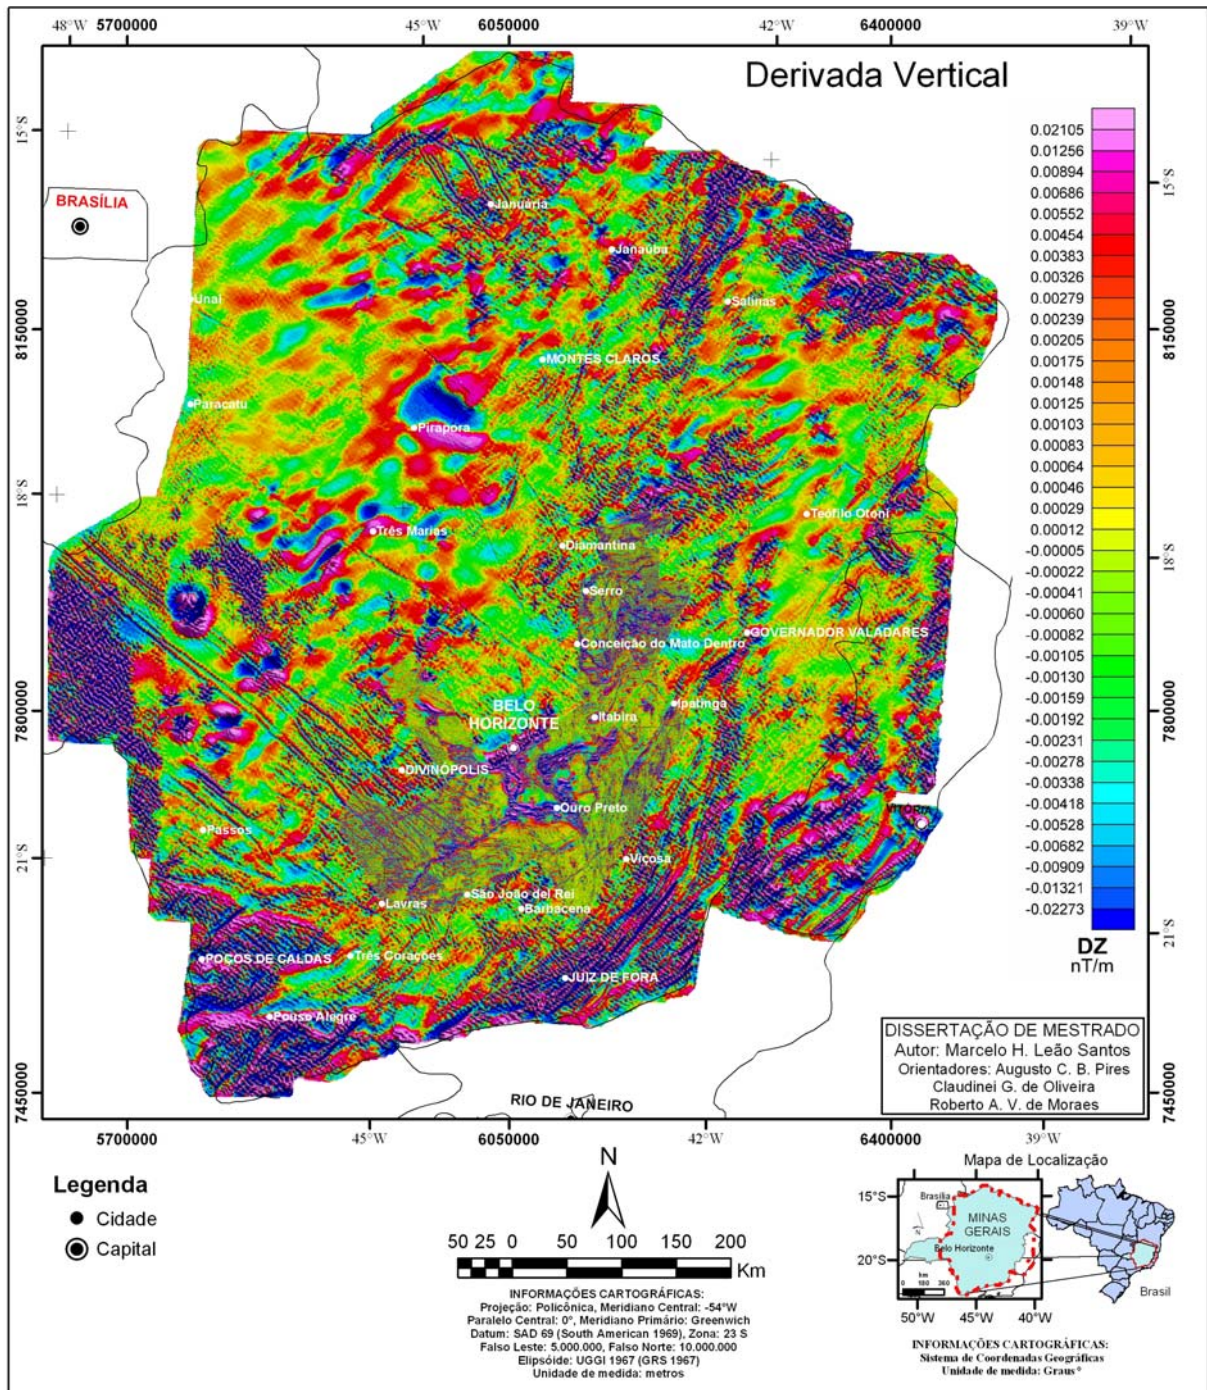 48°W 5700000 45°W 6050000 42°W 6400000 39°W
Derivada Vertical
15°S
15°S
BRASÍLIA
Januária
Janaúba
Unaí
Salinas
8150000
8150000
MONTES CLAROS
Paracatu
Pirapora
18°S
Teófilo Otoni
Três Marias
Diamantina
18°S
Serro
GOVERNADOR VALADARES
Conceição do Mato Dentro
Ipatinga
BELO
HORIZONTE
Itabira
7800000
7800000
DIVINÓPOLIS
Ouro Preto
VITÓRIA
Passos
21°S
Viçosa
São João del Rei
Lavras
Barbacena
21°S
Três Corações
POÇOS DE CALDAS
JUIZ DE FORA
Pouso Alegre
7450000
7450000
RIO DE JANEIRO
0.02105
0.01256
0.00894
0.00686
0.00552
0.00454
0.00383
0.00326
0.00279
0.00239
0.00205
0.00175
0.00148
0.00125
0.00103
0.00083
0.00064
0.00046
0.00029
0.00012
-0.00005
-0.00022
-0.00041
-0.00060
-0.00082
-0.00105
-0.00130
-0.00159
-0.00192
-0.00231
-0.00278
-0.00338
-0.00418
-0.00528
-0.00682
-0.00909
-0.01321
-0.02273
DZ
nT/m
DISSERTAÇÃO DE MESTRADO
Autor: Marcelo H. Leão Santos
Orientadores: Augusto C. B. Pires
Claudinei G. de Oliveira
Roberto A. V. de Moraes
5700000 45°W 6050000 42°W 6400000 39°W
Legenda
Cidade
Capital
N
50 25 0 50 100 150 200
Km
INFORMAÇÕES CARTOGRÁFICAS:
Projeção: Policônica, Meridiano Central: -54°W
Paralelo Central: 0°, Meridiano Primário: Greenwich
Datum: SAD 69 (South American 1969), Zona: 23 S
Falso Leste: 5.000.000, Falso Norte: 10.000.000
Elipsóide: UGGI 1967 (GRS 1967)
Unidade de medida: metros
Mapa de Localização
15°S
Brasília
MINAS
GERAIS
Belo Horizonte
20°S
km
0 180 360
50°W 45°W 40°W
Brasil
INFORMAÇÕES CARTOGRÁFICAS:
Sistema de Coordenadas Geográficas
Unidade de medida: Graus°